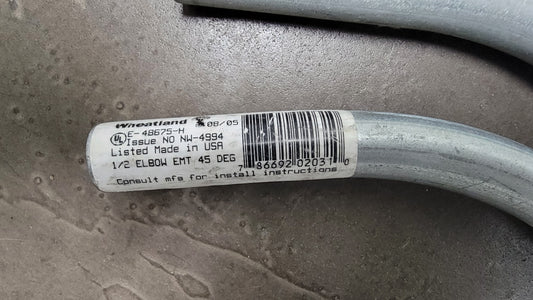 Wheatland 08/05
UL E-48675-H
Issue NO NW-4994
Listed Made in USA
1/2 ELBOW EMT 45 DEG
7 86692 02031 0
Consult mfg for install instructions